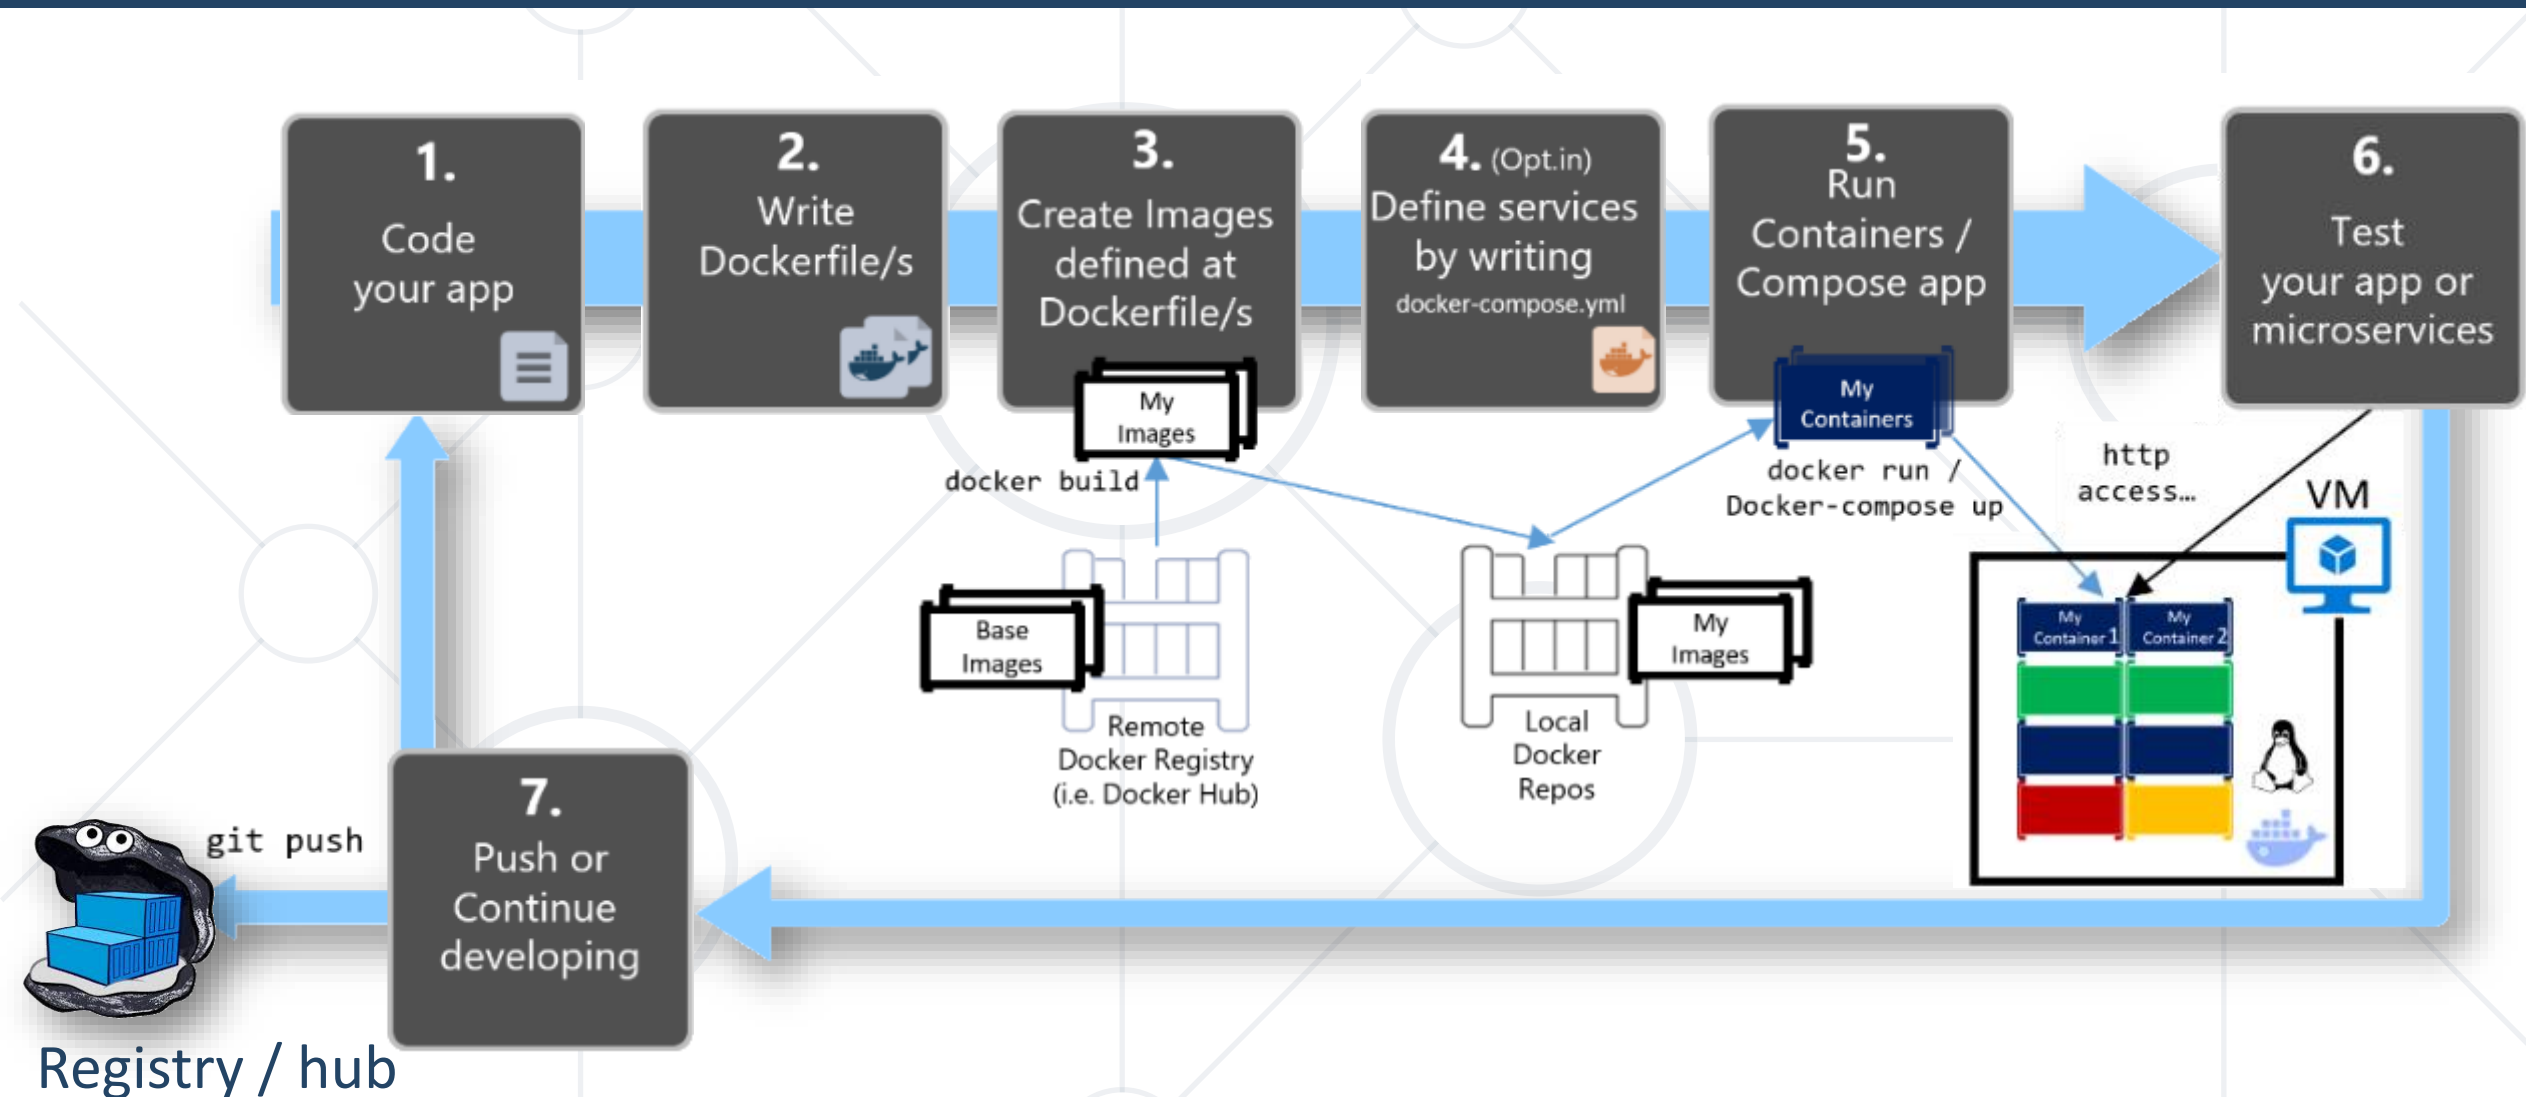 1.
Code
your app
2.
Write
Dockerfile/s
3.
Create Images
defined at
Dockerfile/s
My
Images
4. (Opt.in)
Define services
by writing
docker-compose.yml
5.
Run
Containers /
Compose app
My
Containers
6.
Test
your app or
microservices
docker build
docker run /
Docker-compose up
http
access…
VM
Base
Images
Remote
Docker Registry
(i.e. Docker Hub)
My
Images
Local
Docker
Repos
My
Container 1
My
Container 2
7.
Push or
Continue
developing
git push
Registry / hub